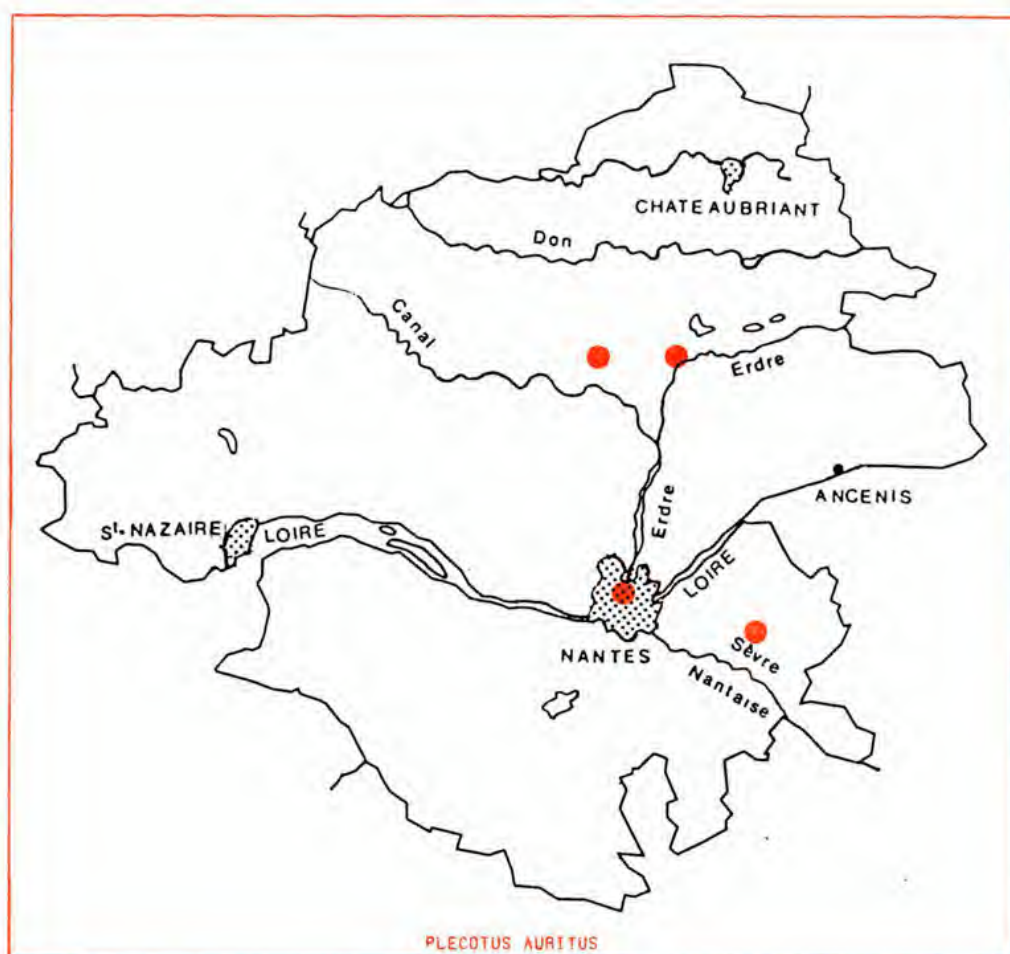 CHATEAUBRIANT
Don
Canal
Erdre
ANCENIS
Erdre
St. NAZAIRE
LOIRE
LOIRE
NANTES
Sèvre
Nantaise
PLECOTUS AURITUS